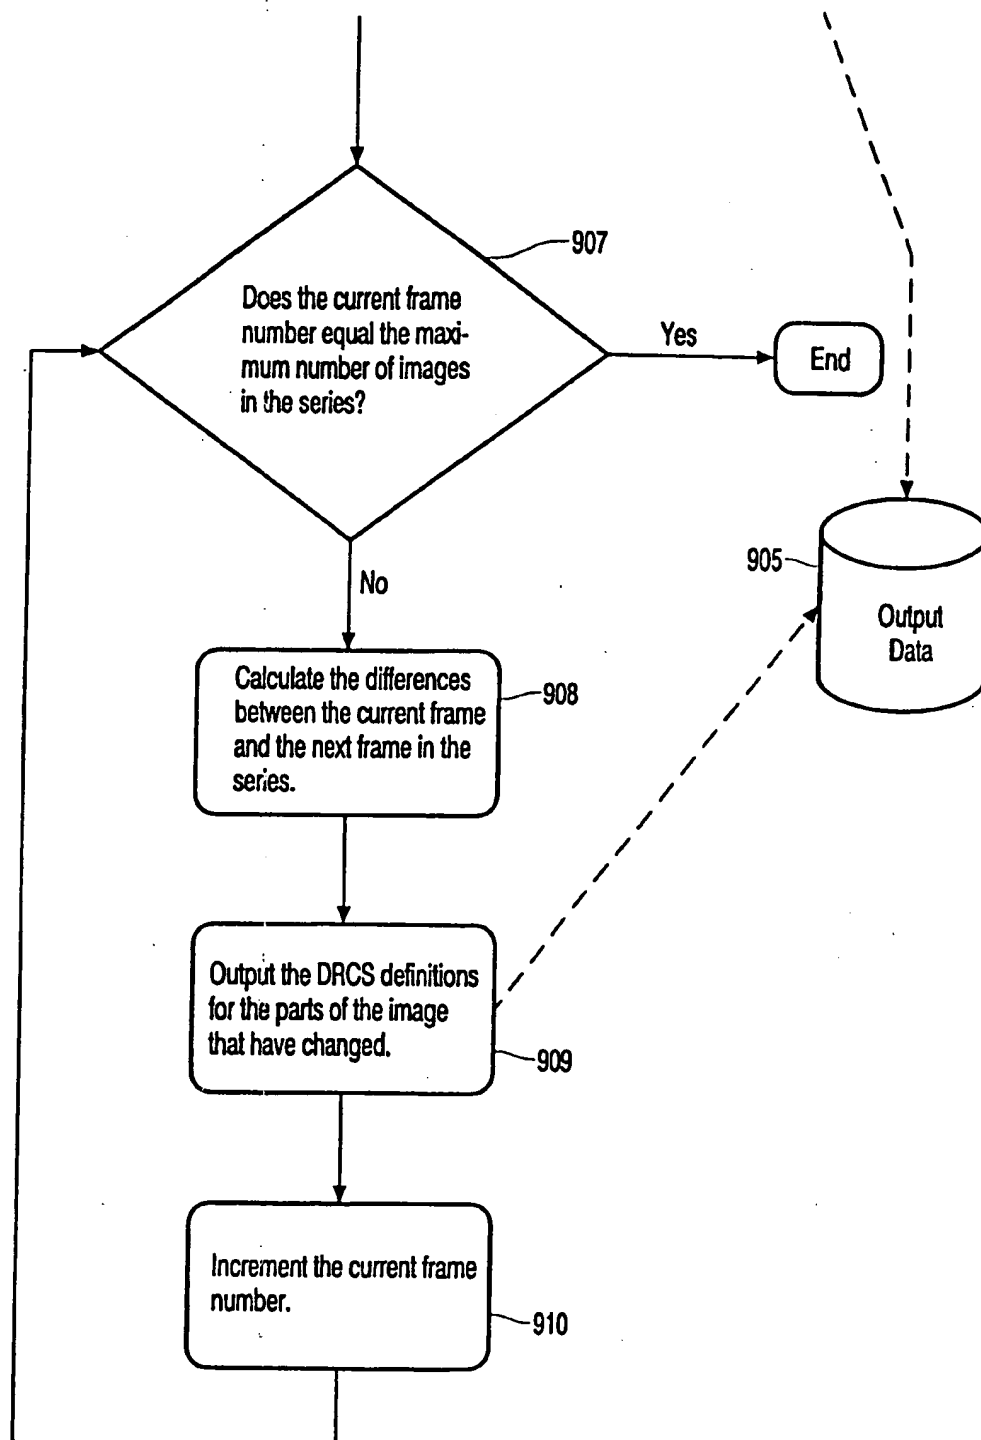 907
Does the current frame
number equal the maxi-
mum number of images
in the series?
Yes
End
905
Output
Data
No
Calculate the differences
between the current frame
and the next frame in the
series.
908
Output the DRCS definitions
for the parts of the image
that have changed.
909
Increment the current frame
number.
910